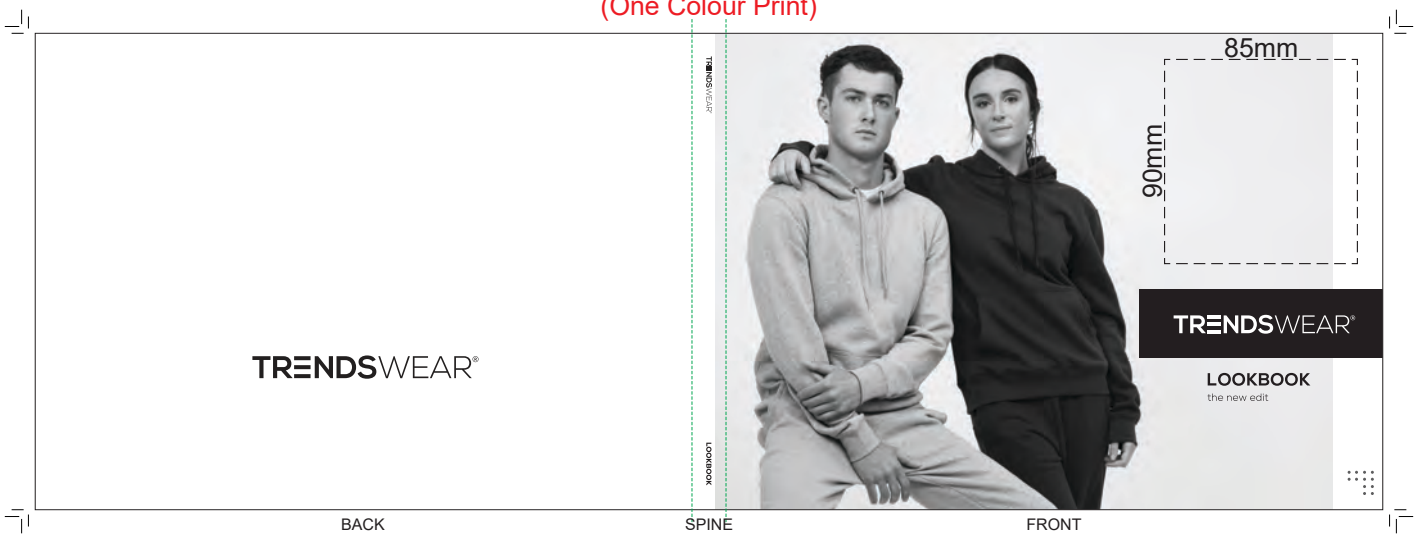 (One Colour Print)
TRENDSWEAR®
LOOKBOOK
85mm
90mm
TRENDSWEAR®
LOOKBOOK
the new edit
TRENDSWEAR®
BACK
SPINE
FRONT